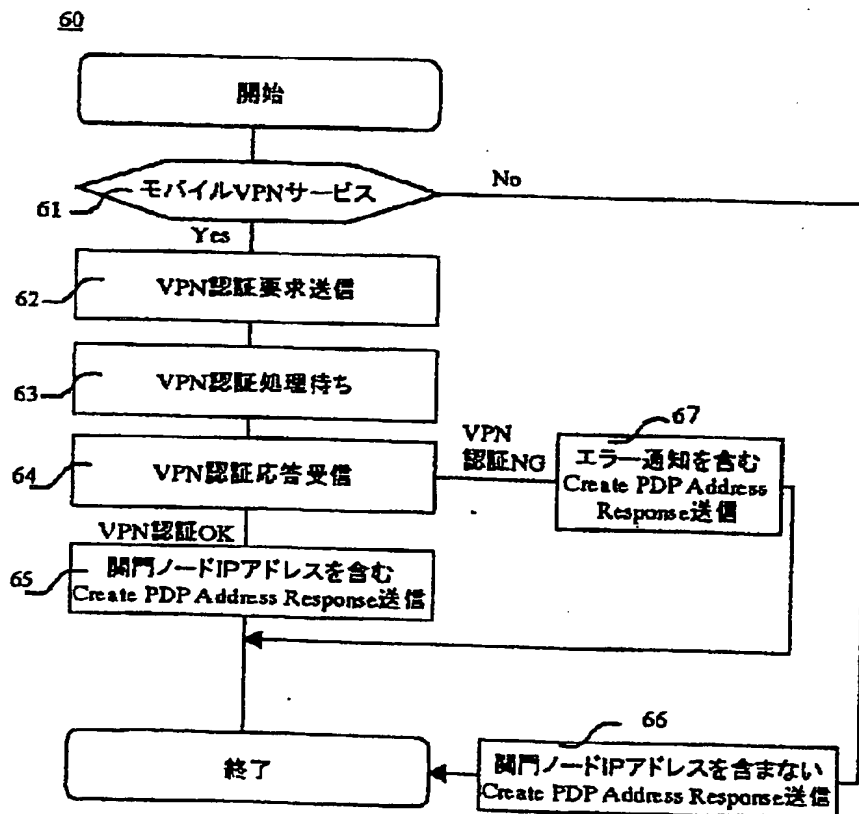 60
開始
61
モバイルVPNサービス
No
Yes
62
VPN認証要求送信
63
VPN認証処理待ち
64
VPN認証応答受信
VPN
認証NG
67
エラー通知を含む
Create PDP Address
Response送信
VPN認証OK
65
関門ノードIPアドレスを含む
Create PDP Address Response送信
66
終了
関門ノードIPアドレスを含まない
Create PDP Address Response送信